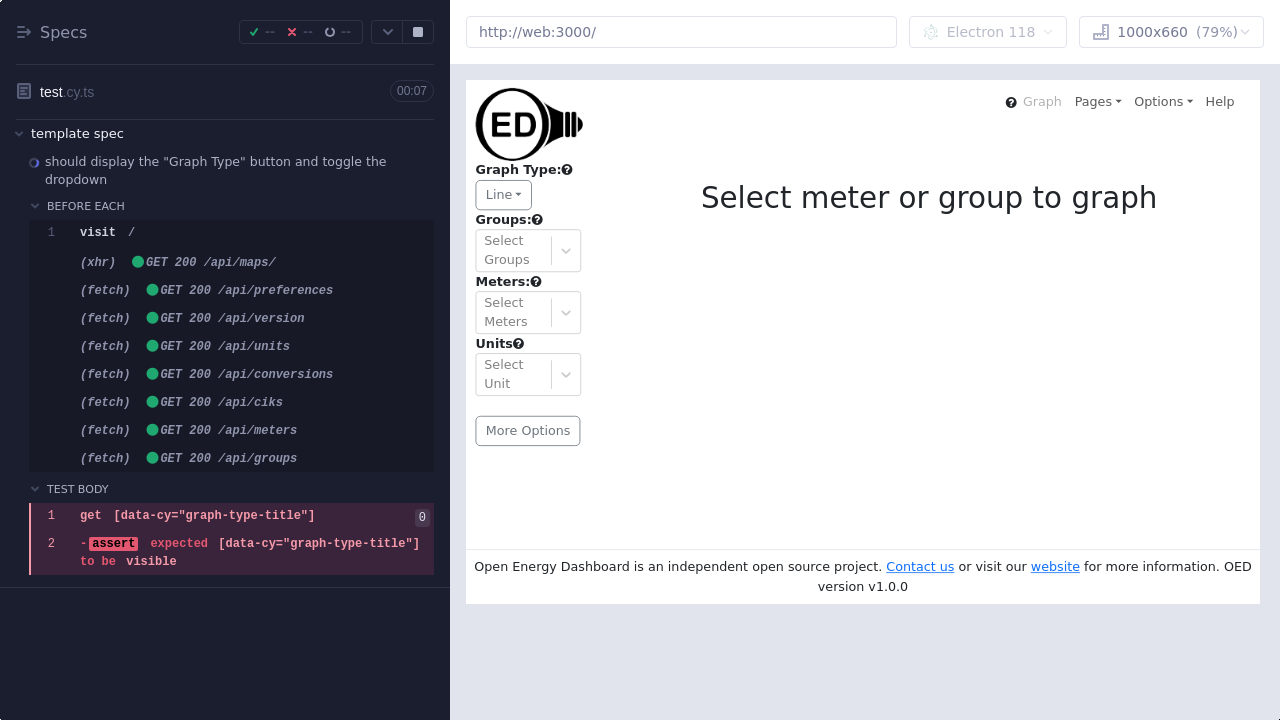 Specs
-- -- --
http://web:3000/
Electron 118
1000x660 (79%)
test.cy.ts
00:07
template spec
should display the "Graph Type" button and toggle the
dropdown
BEFORE EACH
1 visit /
(xhr) GET 200 /api/maps/
(fetch) GET 200 /api/preferences
(fetch) GET 200 /api/version
(fetch) GET 200 /api/units
(fetch) GET 200 /api/conversions
(fetch) GET 200 /api/ciks
(fetch) GET 200 /api/meters
(fetch) GET 200 /api/groups
TEST BODY
1 get [data-cy="graph-type-title"] 0
2 -assert expected [data-cy="graph-type-title"]
to be visible
ED
Graph Pages Options Help
Graph Type:
Line
Groups:
Select
Groups
Meters:
Select
Meters
Units
Select
Unit
More Options
Select meter or group to graph
Open Energy Dashboard is an independent open source project. Contact us or visit our website for more information. OED
version v1.0.0